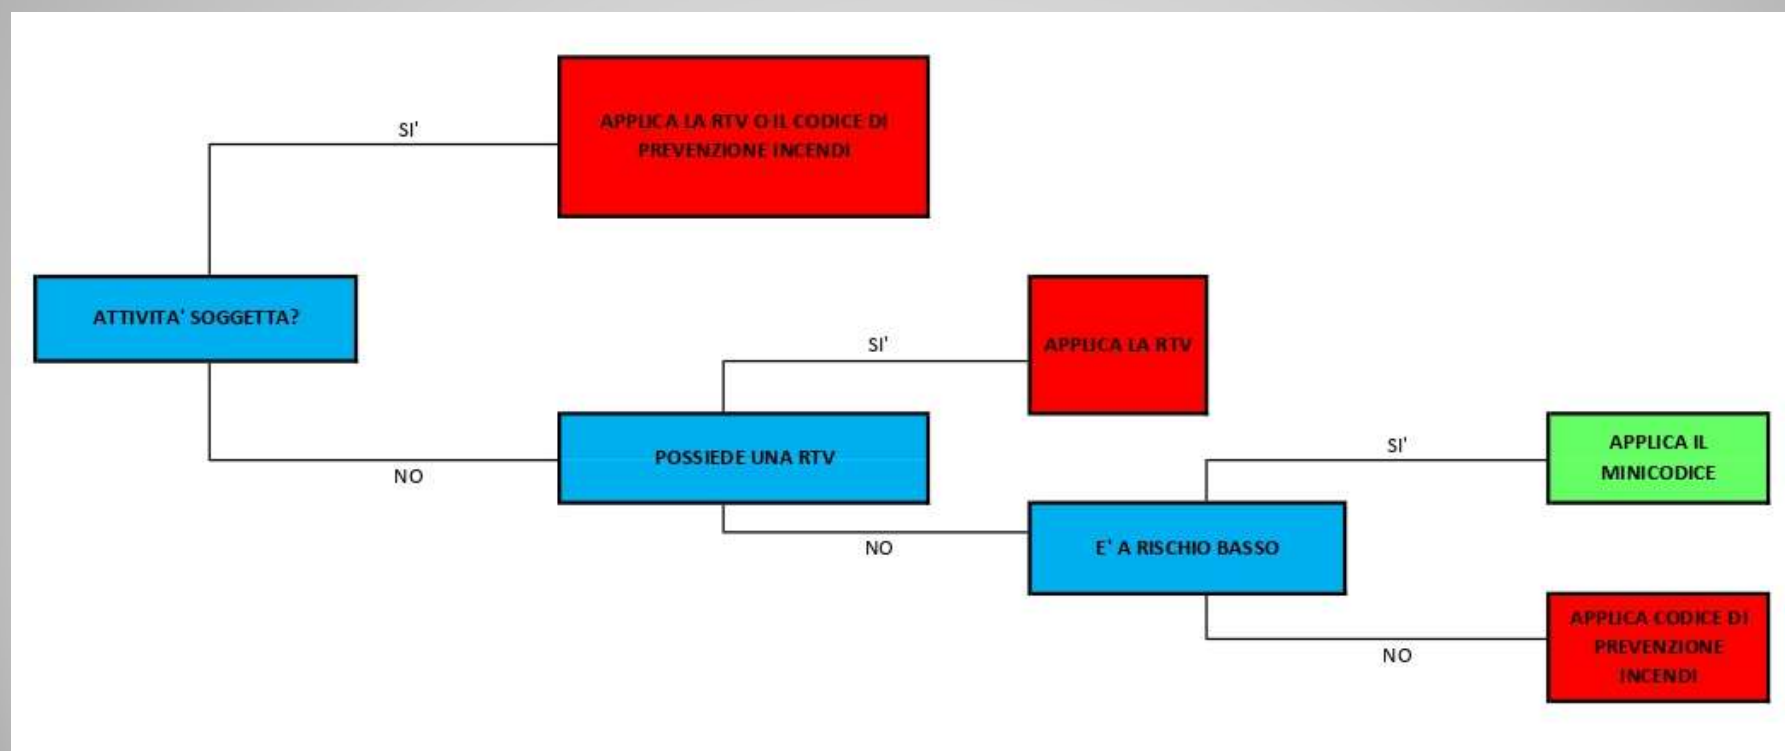 SI'
APPLICA LA RTV O IL CODICE DI
PREVENZIONE INCENDI
ATTIVITA' SOGGETTA?
SI'
APPLICA LA RTV
NO
POSSIEDE UNA RTV
SI'
APPLICA IL
MINICODICE
NO
E' A RISCHIO BASSO
NO
APPLICA CODICE DI
PREVENZIONE
INCENDI